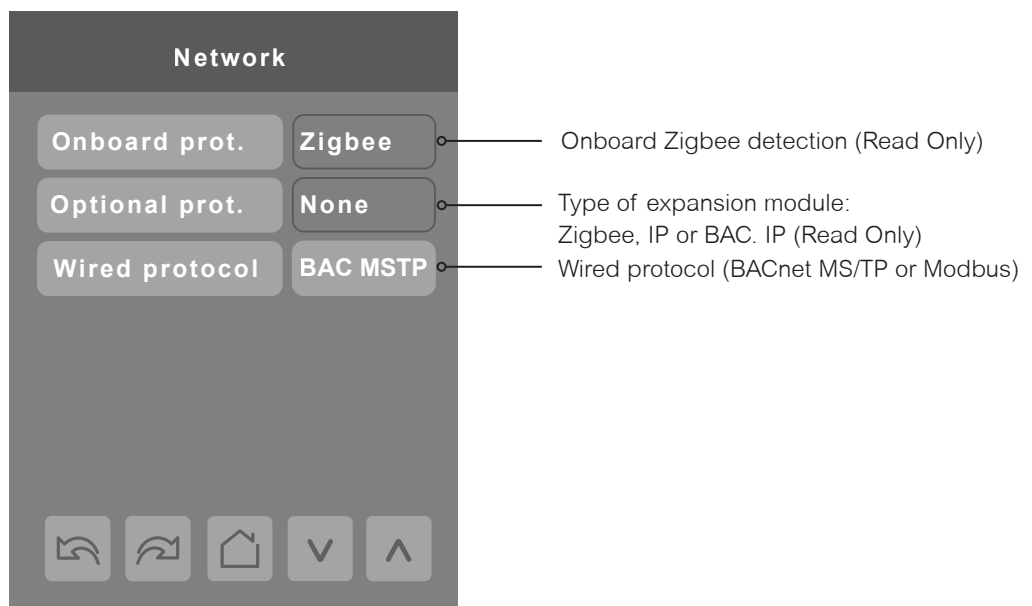 Network
Onboard prot. Zigbee Onboard Zigbee detection (Read Only)
Optional prot. None Type of expansion module:
Zigbee, IP or BAC. IP (Read Only)
Wired protocol BAC MSTP Wired protocol (BACnet MS/TP or Modbus)